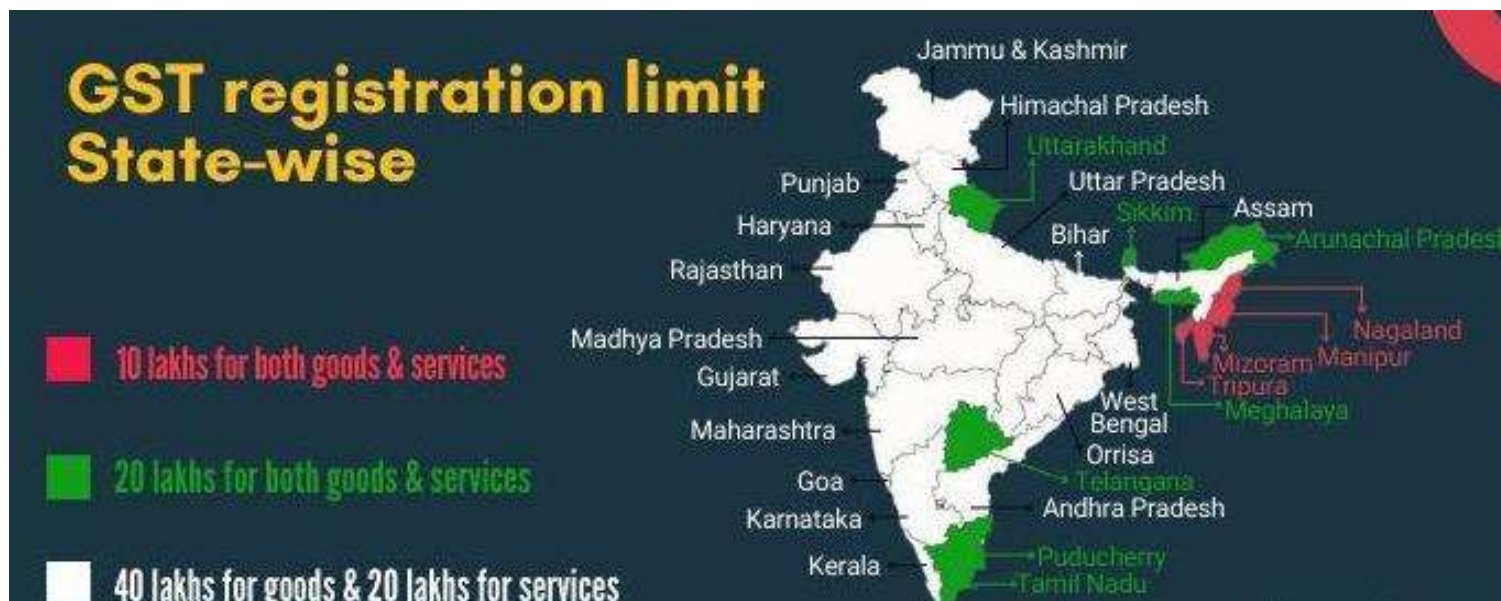 GST registration limit
State-wise
10 lakhs for both goods & services
20 lakhs for both goods & services
40 lakhs for goods & 20 lakhs for services
Jammu & Kashmir
Himachal Pradesh
Uttarakhand
Punjab
Uttar Pradesh
Haryana
Sikkim
Assam
Bihar
Arunachal Pradesh
Rajasthan
Madhya Pradesh
Nagaland
Manipur
Mizoram
Gujarat
Tripura
West
Bengal
Meghalaya
Maharashtra
Orrisa
Goa
Telangana
Andhra Pradesh
Karnataka
Puducherry
Kerala
Tamil Nadu